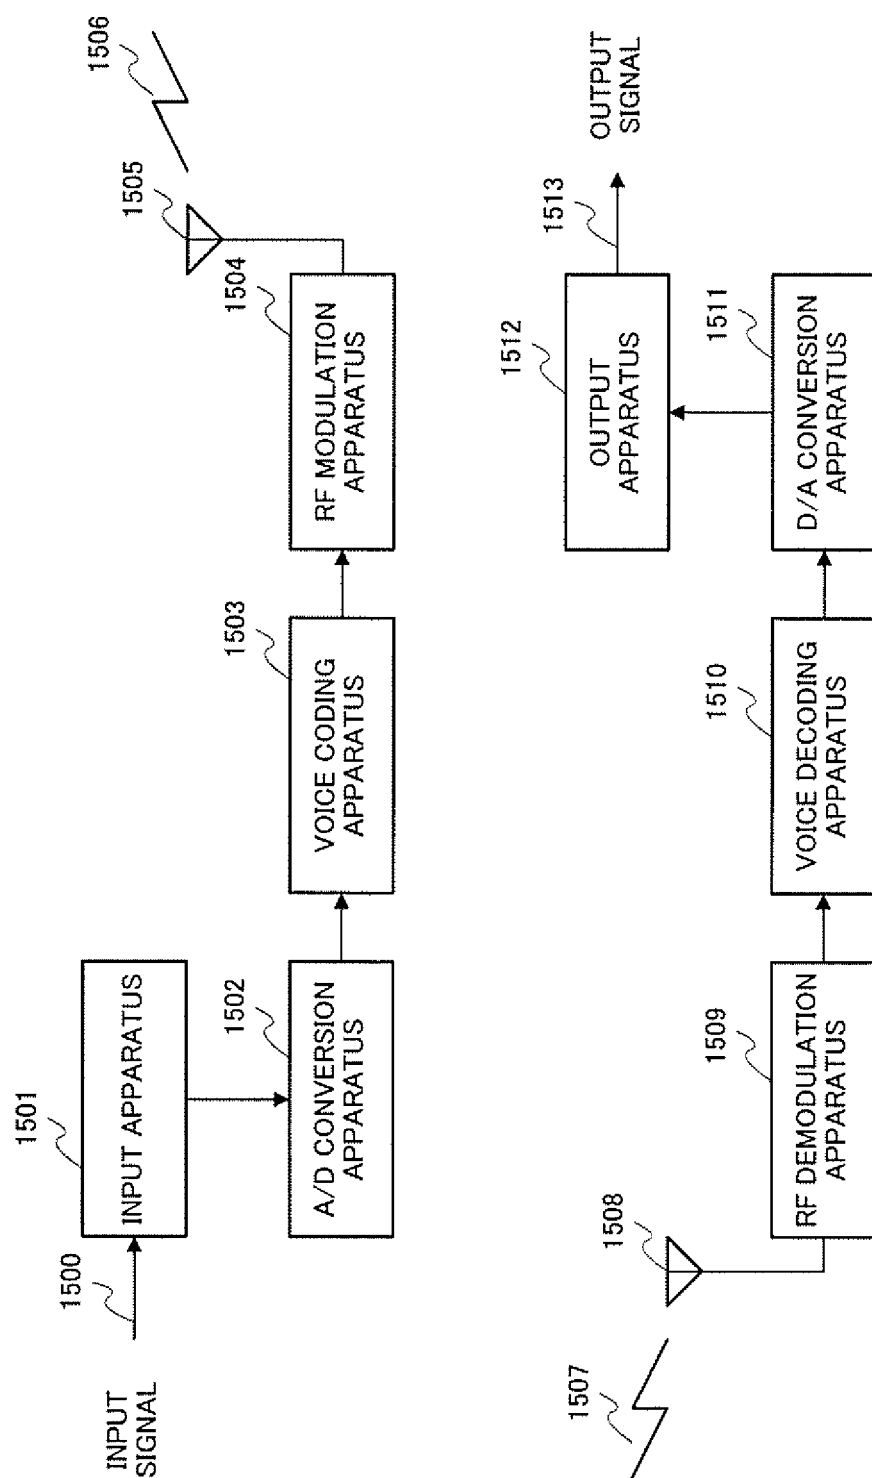 INPUT
SIGNAL
1500
1501
INPUT APPARATUS
1502
A/D CONVERSION
APPARATUS
1503
VOICE CODING
APPARATUS
1504
RF MODULATION
APPARATUS
1505
1506
1507
1508
1509
RF DEMODULATION
APPARATUS
1510
VOICE DECODING
APPARATUS
1511
D/A CONVERSION
APPARATUS
1512
OUTPUT
APPARATUS
1513
OUTPUT
SIGNAL